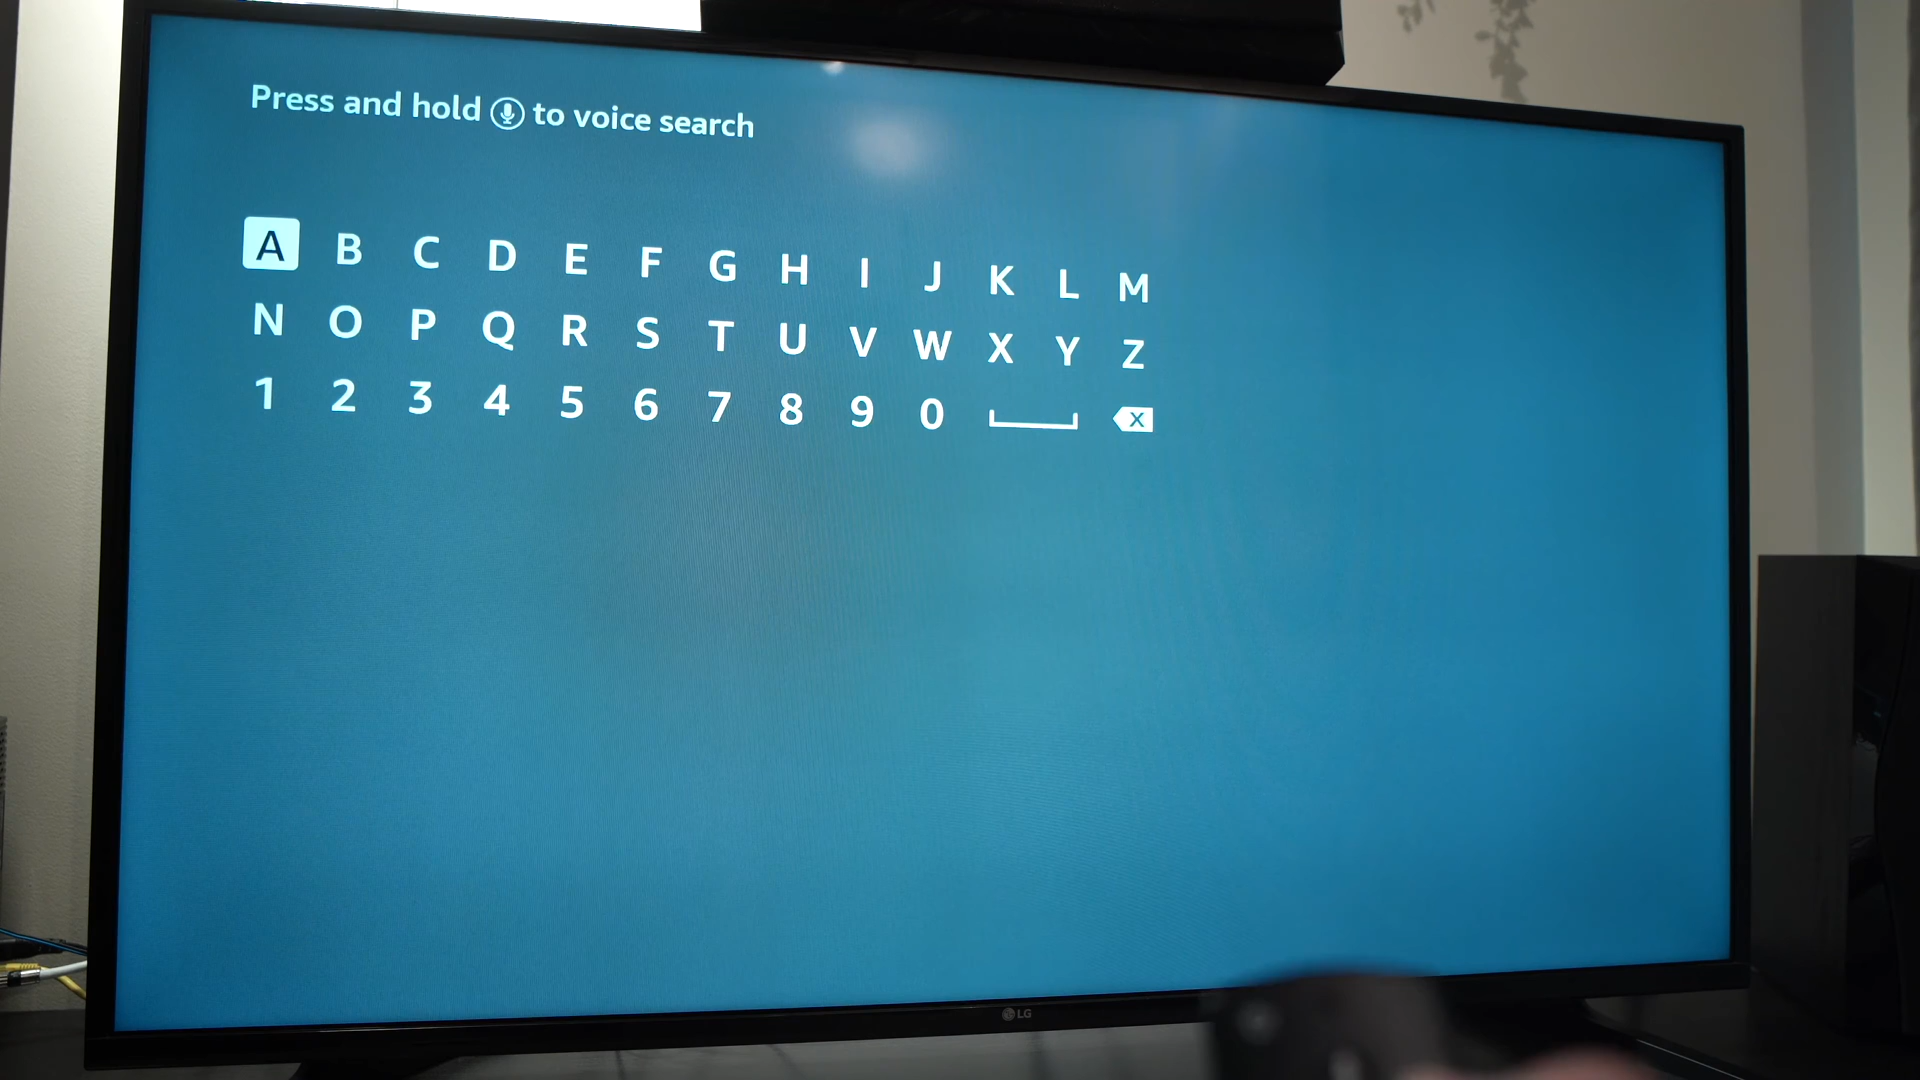 Press and hold to voice search
A B C D E F G H I J K L M
N O P Q R S T U V W X Y Z
1 2 3 4 5 6 7 8 9 0
LG